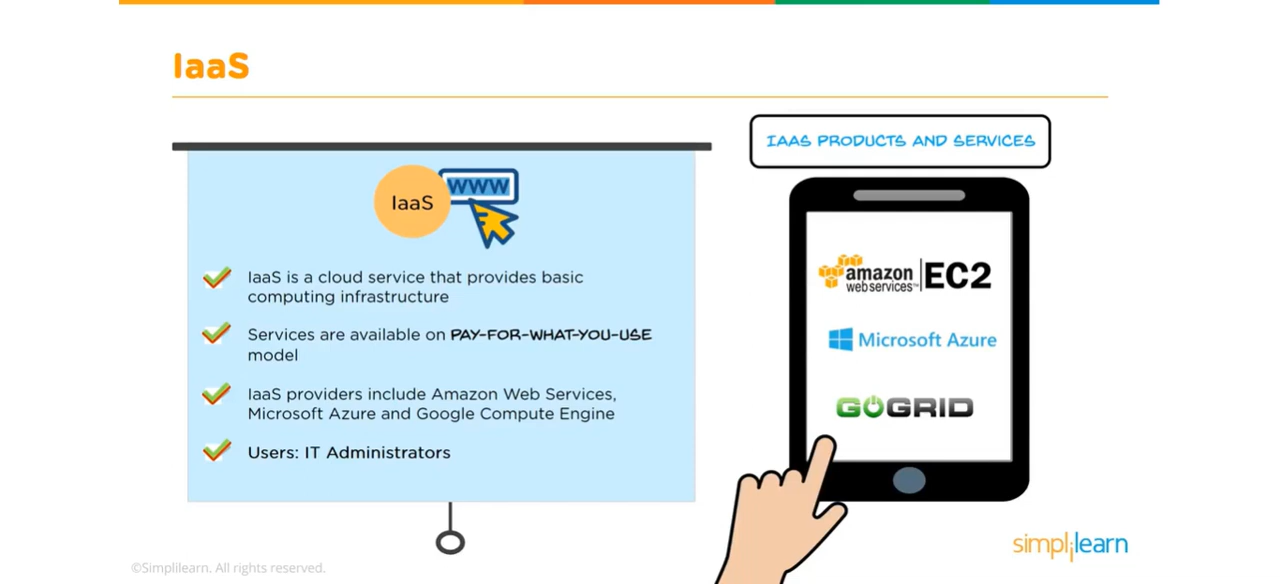 IaaS
IAAS PRODUCTS AND SERVICES
WWW
IaaS
IaaS is a cloud service that provides basic
computing infrastructure
Services are available on PAY-FOR-WHAT-YOU-USE
model
IaaS providers include Amazon Web Services,
Microsoft Azure and Google Compute Engine
Users: IT Administrators
amazon
webservices™
EC2
Microsoft Azure
GOGRID
simplilearn
©Simplilearn. All rights reserved.